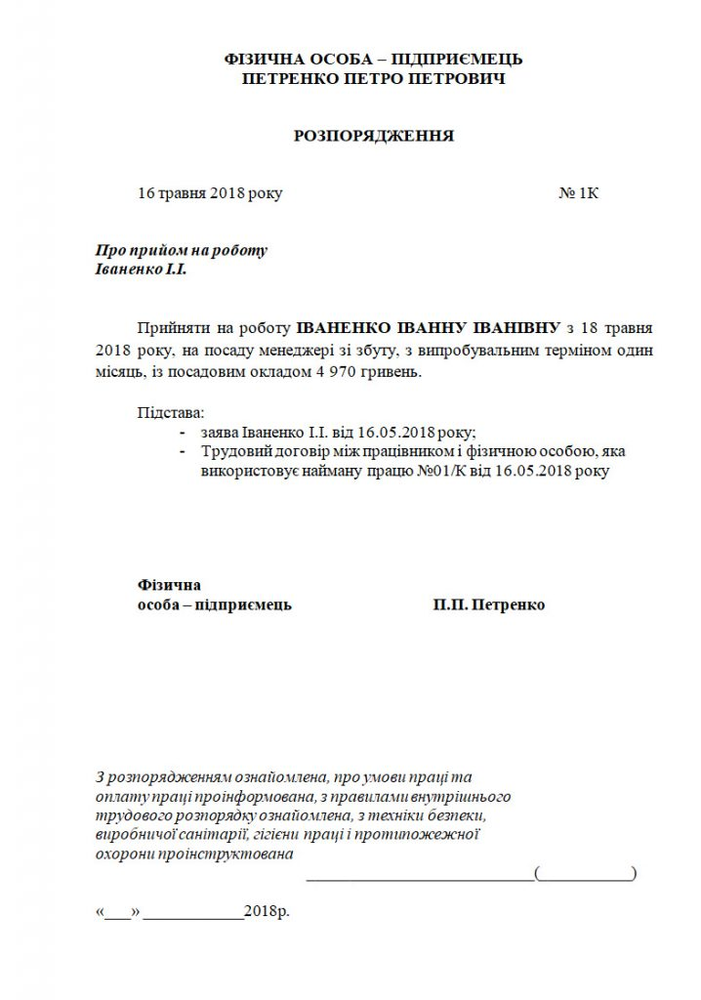 ФІЗИЧНА ОСОБА – ПІДПРИЄМЕЦЬ
ПЕТРЕНКО ПЕТРО ПЕТРОВИЧ
РОЗПОРЯДЖЕННЯ
16 травня 2018 року № 1К
Про прийом на роботу
Іваненко І.І.
Прийняти на роботу ІВАНЕНКО ІВАННУ ІВАНІВНУ з 18 травня
2018 року, на посаду менеджері зі збуту, з випробувальним терміном один
місяць, із посадовим окладом 4 970 гривень.
Підстава:
- заява Іваненко І.І. від 16.05.2018 року;
- Трудовий договір між працівником і фізичною особою, яка
використовує найману працю №01/К від 16.05.2018 року
Фізична
особа – підприємець П.П. Петренко
З розпорядженням ознайомлена, про умови праці та
оплату праці проінформована, з правилами внутрішнього
трудового розпорядку ознайомлена, з техніки безпеки,
виробничої санітарії, гігієни праці і протипожежної
охорони проінструктована
__________________________(__________)
«___» ____________2018р.